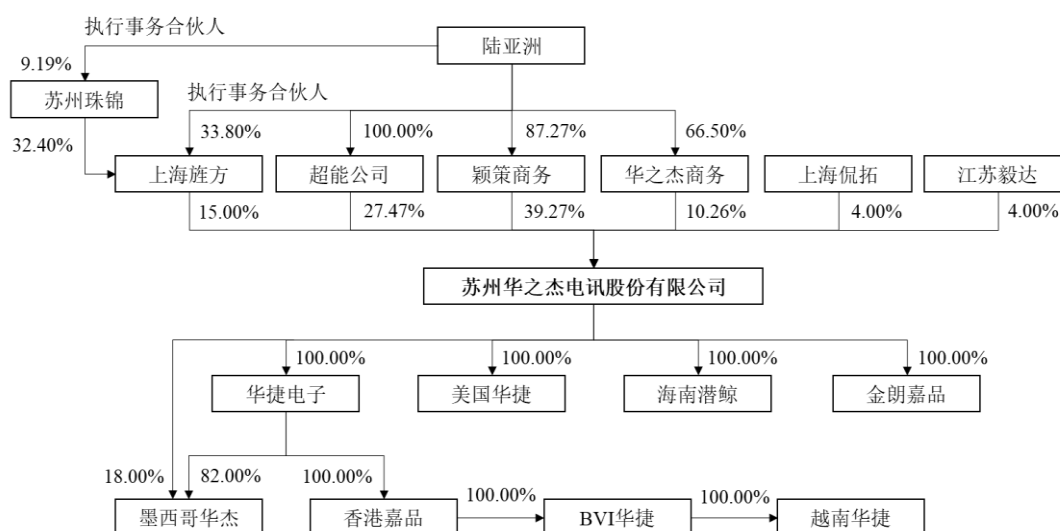 执行事务合伙人
陆亚洲
9.19%
苏州珠锦
执行事务合伙人
32.40%
33.80%
100.00%
87.27%
66.50%
上海旌方
超能公司
颖策商务
华之杰商务
上海侃拓
江苏毅达
15.00%
27.47%
39.27%
10.26%
4.00%
4.00%
苏州华之杰电讯股份有限公司
100.00%
100.00%
100.00%
100.00%
华捷电子
美国华捷
海南潜鲸
金朗嘉品
18.00%
82.00%
100.00%
100.00%
100.00%
墨西哥华杰
香港嘉品
BVI华捷
越南华捷